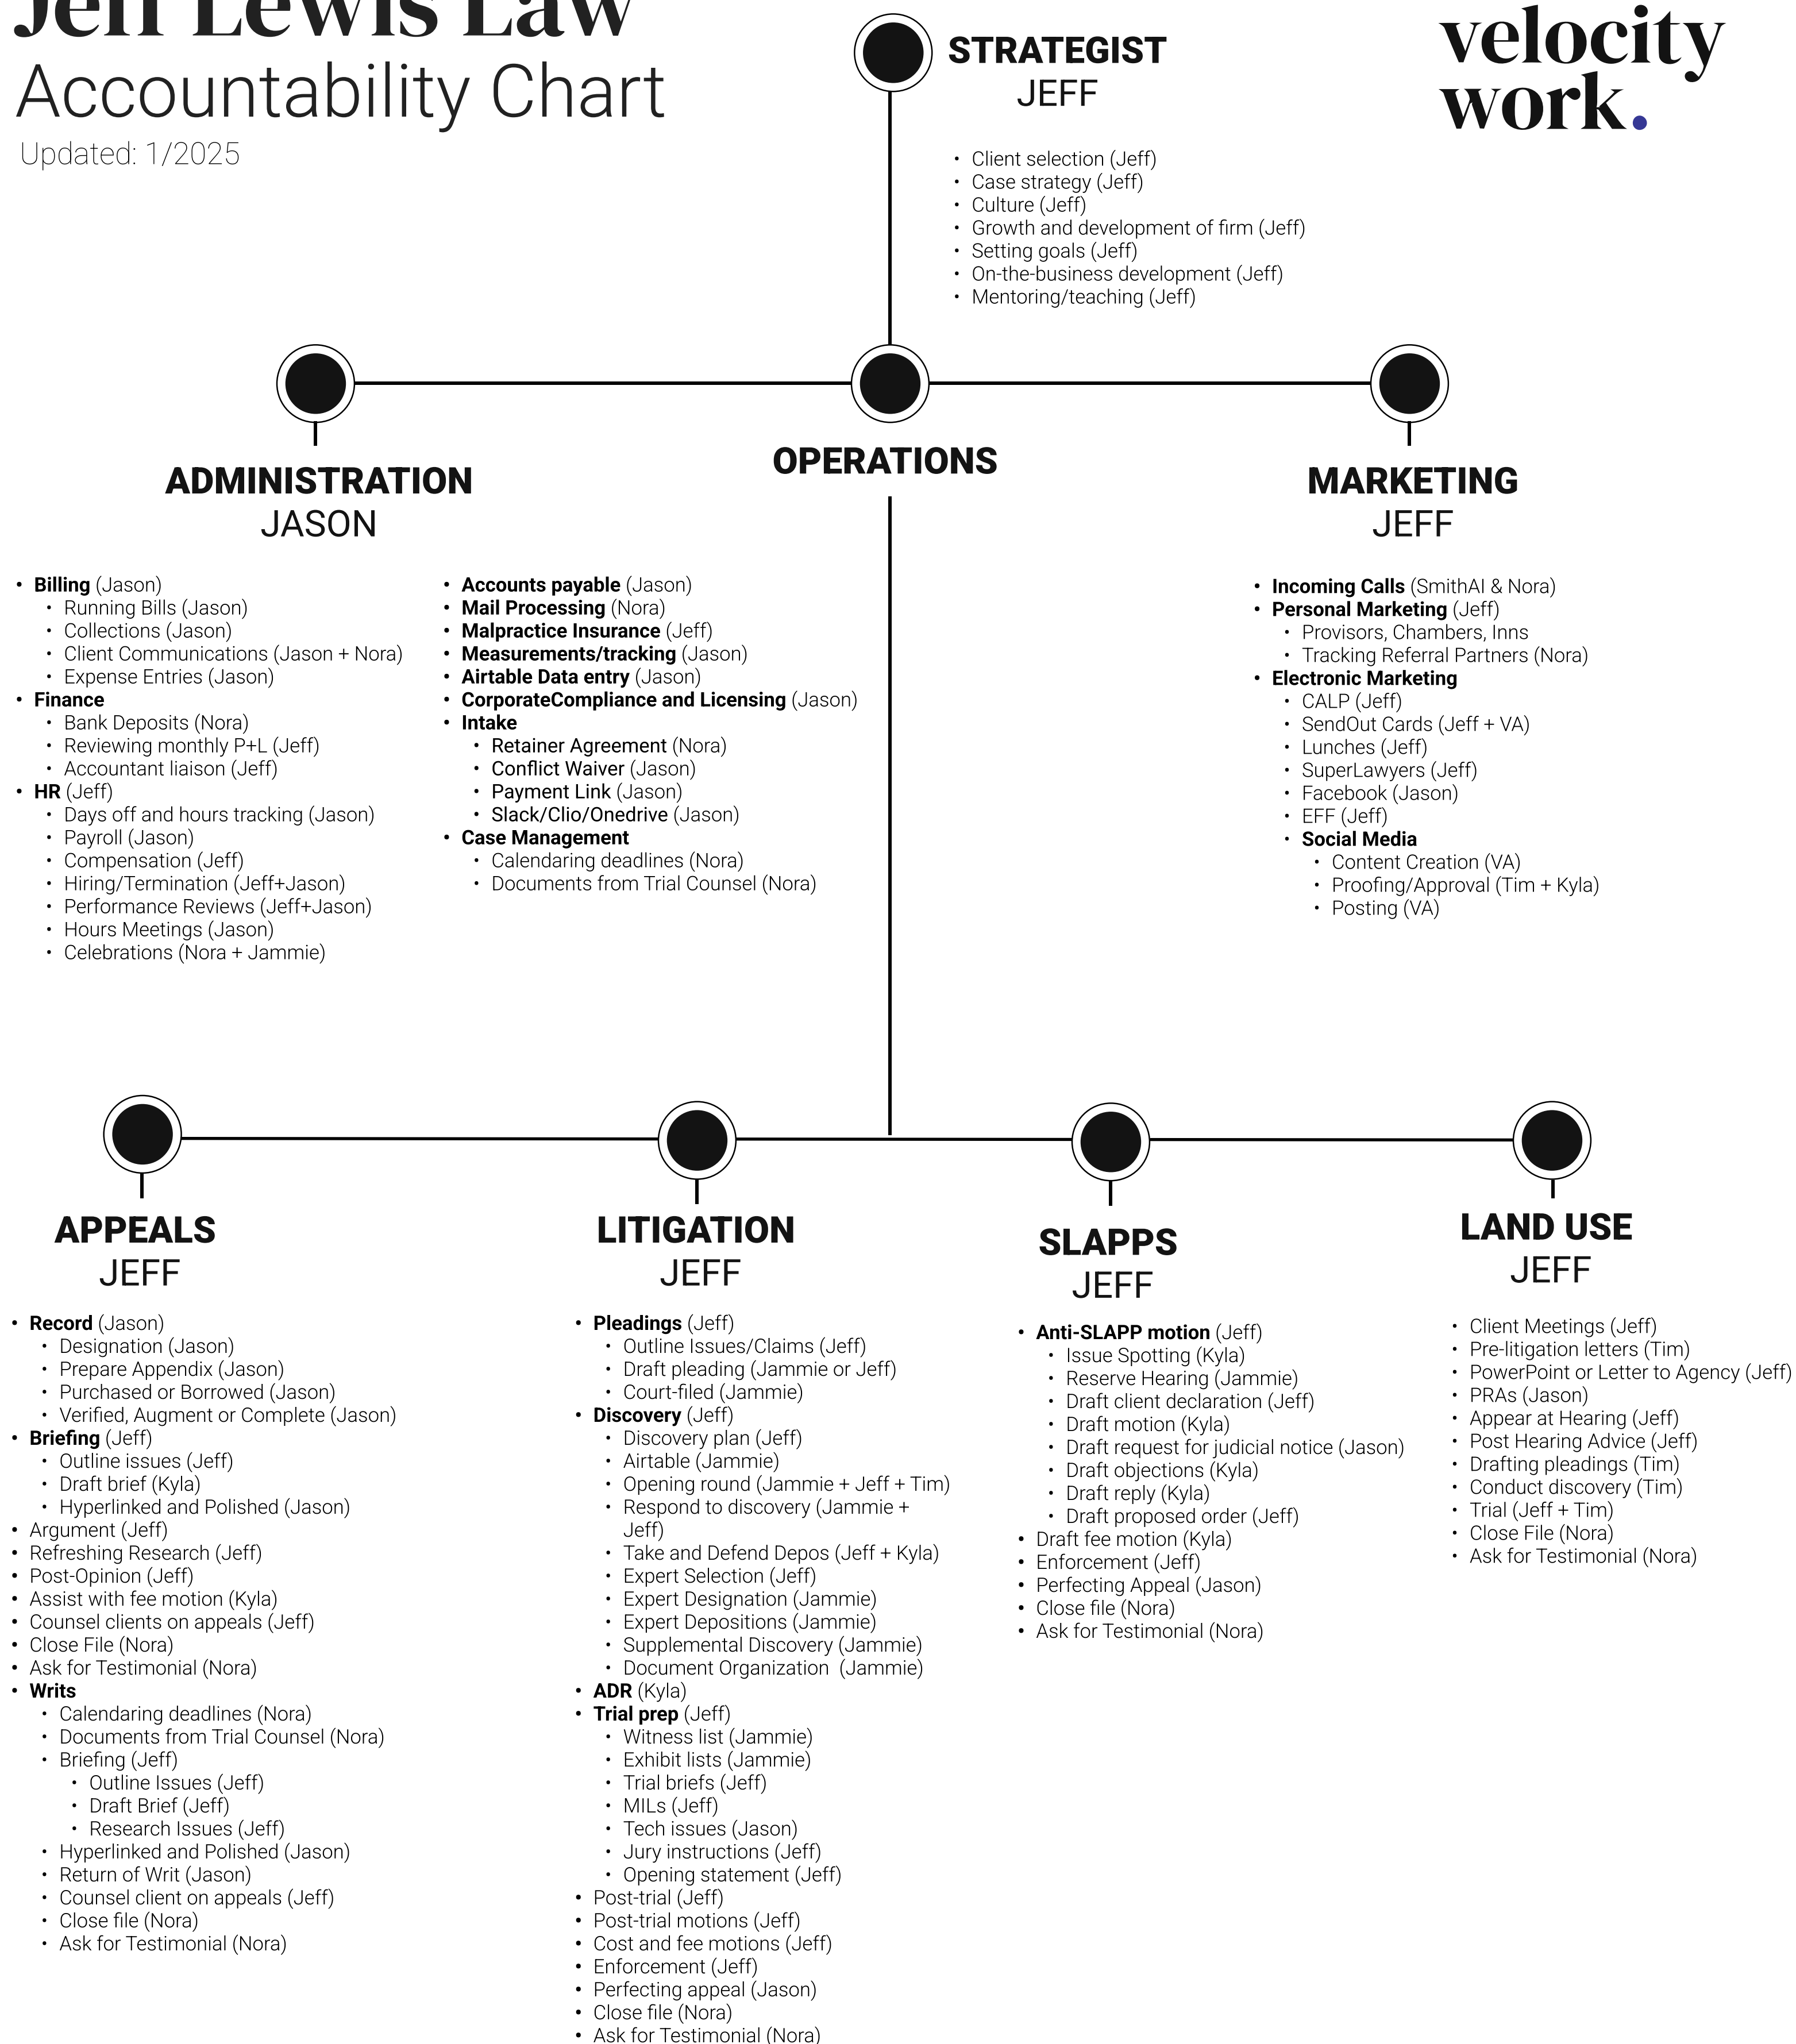 Jeff Lewis Law
Accountability Chart
Updated: 1/2025
STRATEGIST
JEFF
velocity
work.
• Client selection (Jeff)
• Case strategy (Jeff)
• Culture (Jeff)
• Growth and development of firm (Jeff)
• Setting goals (Jeff)
• On-the-business development (Jeff)
• Mentoring/teaching (Jeff)
ADMINISTRATION
JASON
• Billing (Jason)
• Running Bills (Jason)
• Collections (Jason)
• Client Communications (Jason + Nora)
• Expense Entries (Jason)
• Finance
• Bank Deposits (Nora)
• Reviewing monthly P+L (Jeff)
• Accountant liaison (Jeff)
• HR (Jeff)
• Days off and hours tracking (Jason)
• Payroll (Jason)
• Compensation (Jeff)
• Hiring/Termination (Jeff+Jason)
• Performance Reviews (Jeff+Jason)
• Hours Meetings (Jason)
• Celebrations (Nora + Jammie)
• Accounts payable (Jason)
• Mail Processing (Nora)
• Malpractice Insurance (Jeff)
• Measurements/tracking (Jason)
• Airtable Data entry (Jason)
• CorporateCompliance and Licensing (Jason)
• Intake
• Retainer Agreement (Nora)
• Conflict Waiver (Jason)
• Payment Link (Jason)
• Slack/Clio/Onedrive (Jason)
• Case Management
• Calendaring deadlines (Nora)
• Documents from Trial Counsel (Nora)
OPERATIONS
MARKETING
JEFF
• Incoming Calls (SmithAI & Nora)
• Personal Marketing (Jeff)
• Provisors, Chambers, Inns
• Tracking Referral Partners (Nora)
• Electronic Marketing
• CALP (Jeff)
• SendOut Cards (Jeff + VA)
• Lunches (Jeff)
• SuperLawyers (Jeff)
• Facebook (Jason)
• EFF (Jeff)
• Social Media
• Content Creation (VA)
• Proofing/Approval (Tim + Kyla)
• Posting (VA)
APPEALS
JEFF
• Record (Jason)
• Designation (Jason)
• Prepare Appendix (Jason)
• Purchased or Borrowed (Jason)
• Verified, Augment or Complete (Jason)
• Briefing (Jeff)
• Outline issues (Jeff)
• Draft brief (Kyla)
• Hyperlinked and Polished (Jason)
• Argument (Jeff)
• Refreshing Research (Jeff)
• Post-Opinion (Jeff)
• Assist with fee motion (Kyla)
• Counsel clients on appeals (Jeff)
• Close File (Nora)
• Ask for Testimonial (Nora)
• Writs
• Calendaring deadlines (Nora)
• Documents from Trial Counsel (Nora)
• Briefing (Jeff)
• Outline Issues (Jeff)
• Draft Brief (Jeff)
• Research Issues (Jeff)
• Hyperlinked and Polished (Jason)
• Return of Writ (Jason)
• Counsel client on appeals (Jeff)
• Close file (Nora)
• Ask for Testimonial (Nora)
LITIGATION
JEFF
• Pleadings (Jeff)
• Outline Issues/Claims (Jeff)
• Draft pleading (Jammie or Jeff)
• Court-filed (Jammie)
• Discovery (Jeff)
• Discovery plan (Jeff)
• Airtable (Jammie)
• Opening round (Jammie + Jeff + Tim)
• Respond to discovery (Jammie +
Jeff)
• Take and Defend Depos (Jeff + Kyla)
• Expert Selection (Jeff)
• Expert Designation (Jammie)
• Expert Depositions (Jammie)
• Supplemental Discovery (Jammie)
• Document Organization (Jammie)
• ADR (Kyla)
• Trial prep (Jeff)
• Witness list (Jammie)
• Exhibit lists (Jammie)
• Trial briefs (Jeff)
• MILs (Jeff)
• Tech issues (Jason)
• Jury instructions (Jeff)
• Opening statement (Jeff)
• Post-trial (Jeff)
• Post-trial motions (Jeff)
• Cost and fee motions (Jeff)
• Enforcement (Jeff)
• Perfecting appeal (Jason)
• Close file (Nora)
• Ask for Testimonial (Nora)
SLAPPS
JEFF
• Anti-SLAPP motion (Jeff)
• Issue Spotting (Kyla)
• Reserve Hearing (Jammie)
• Draft client declaration (Jeff)
• Draft motion (Kyla)
• Draft request for judicial notice (Jason)
• Draft objections (Kyla)
• Draft reply (Kyla)
• Draft proposed order (Jeff)
• Draft fee motion (Kyla)
• Enforcement (Jeff)
• Perfecting Appeal (Jason)
• Close file (Nora)
• Ask for Testimonial (Nora)
LAND USE
JEFF
• Client Meetings (Jeff)
• Pre-litigation letters (Tim)
• PowerPoint or Letter to Agency (Jeff)
• PRAs (Jason)
• Appear at Hearing (Jeff)
• Post Hearing Advice (Jeff)
• Drafting pleadings (Tim)
• Conduct discovery (Tim)
• Trial (Jeff + Tim)
• Close File (Nora)
• Ask for Testimonial (Nora)